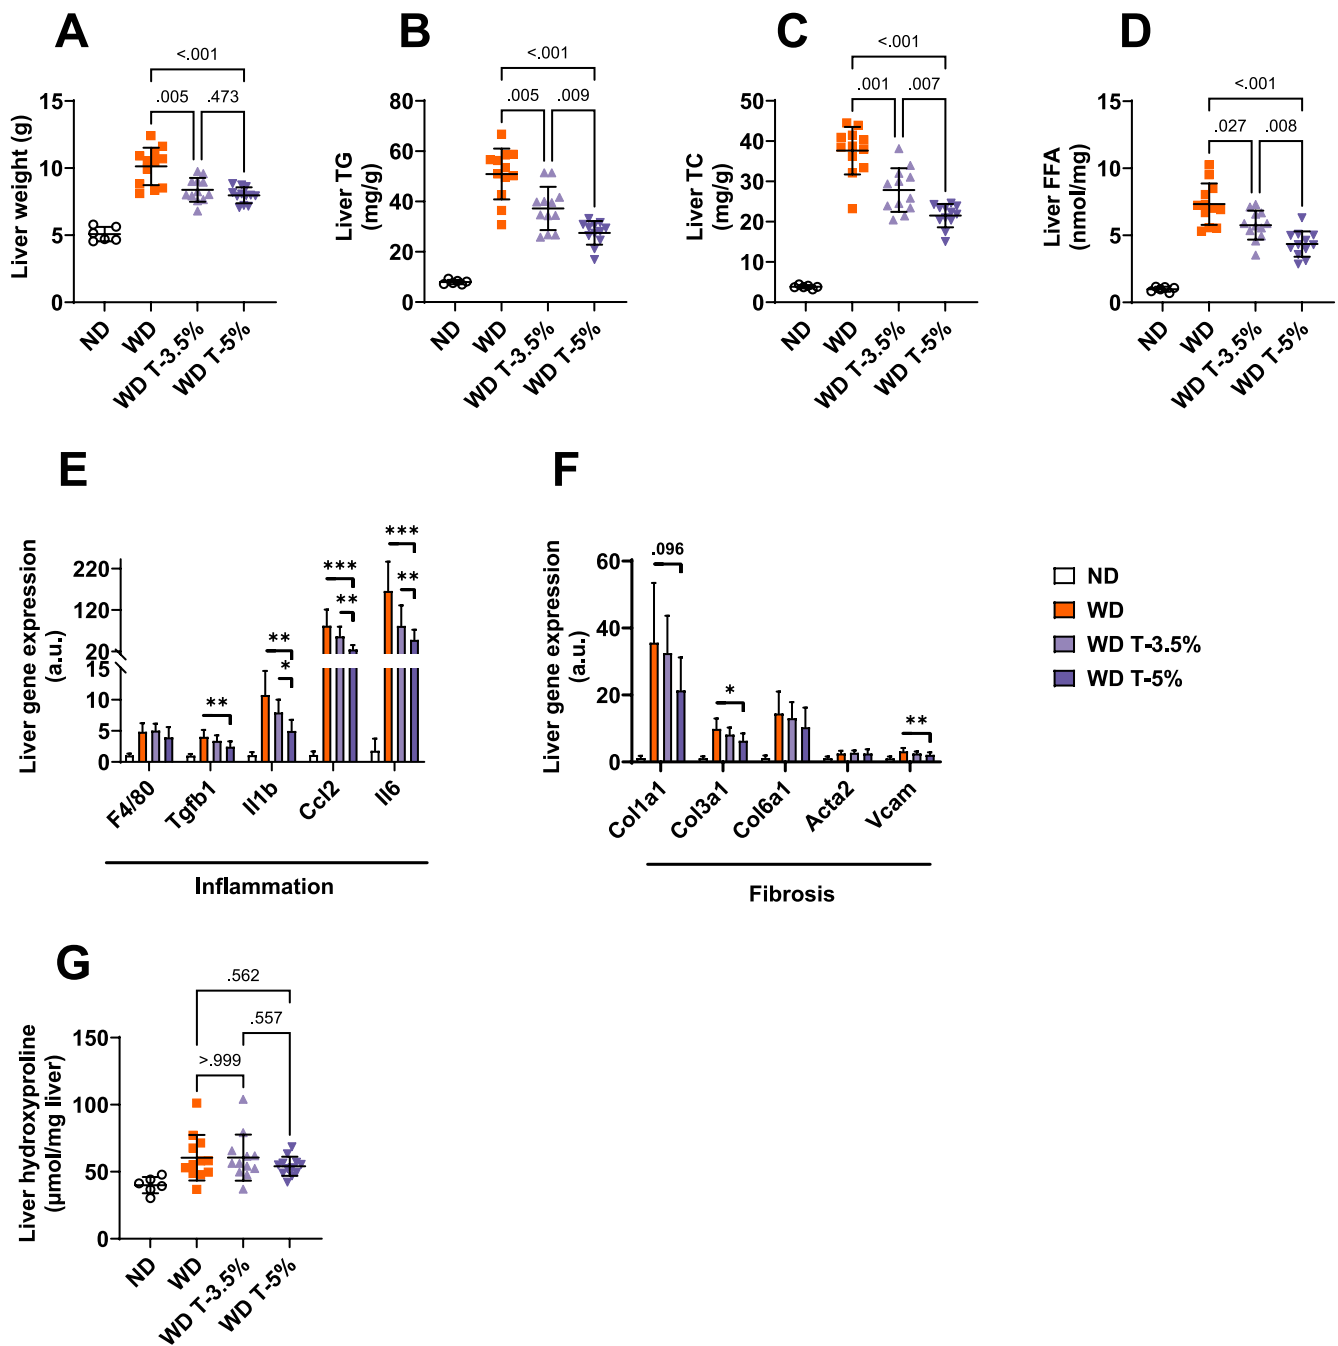 A
<.001
.005
.473
Liver weight (g)
15
10
5
0
ND
WD
WD T-3.5%
WD T-5%
B
<.001
.005
.009
Liver TG
(mg/g)
80
60
40
20
0
ND
WD
WD T-3.5%
WD T-5%
C
<.001
.001
.007
Liver TC
(mg/g)
50
40
30
20
10
0
ND
WD
WD T-3.5%
WD T-5%
D
<.001
.027
.008
Liver FFA
(nmol/mg)
15
10
5
0
ND
WD
WD T-3.5%
WD T-5%
E
Liver gene expression
(a.u.)
220
120
20
15
10
5
0
**
**
*
***
**
***
**
F4/80
Tgfb1
Il1b
Ccl2
Il6
Inflammation
F
Liver gene expression
(a.u.)
60
40
20
0
.096
*
**
Col1a1
Col3a1
Col6a1
Acta2
Vcam
Fibrosis
ND
WD
WD T-3.5%
WD T-5%
G
.562
.557
>.999
Liver hydroxyproline
(µmol/mg liver)
150
100
50
0
ND
WD
WD T-3.5%
WD T-5%